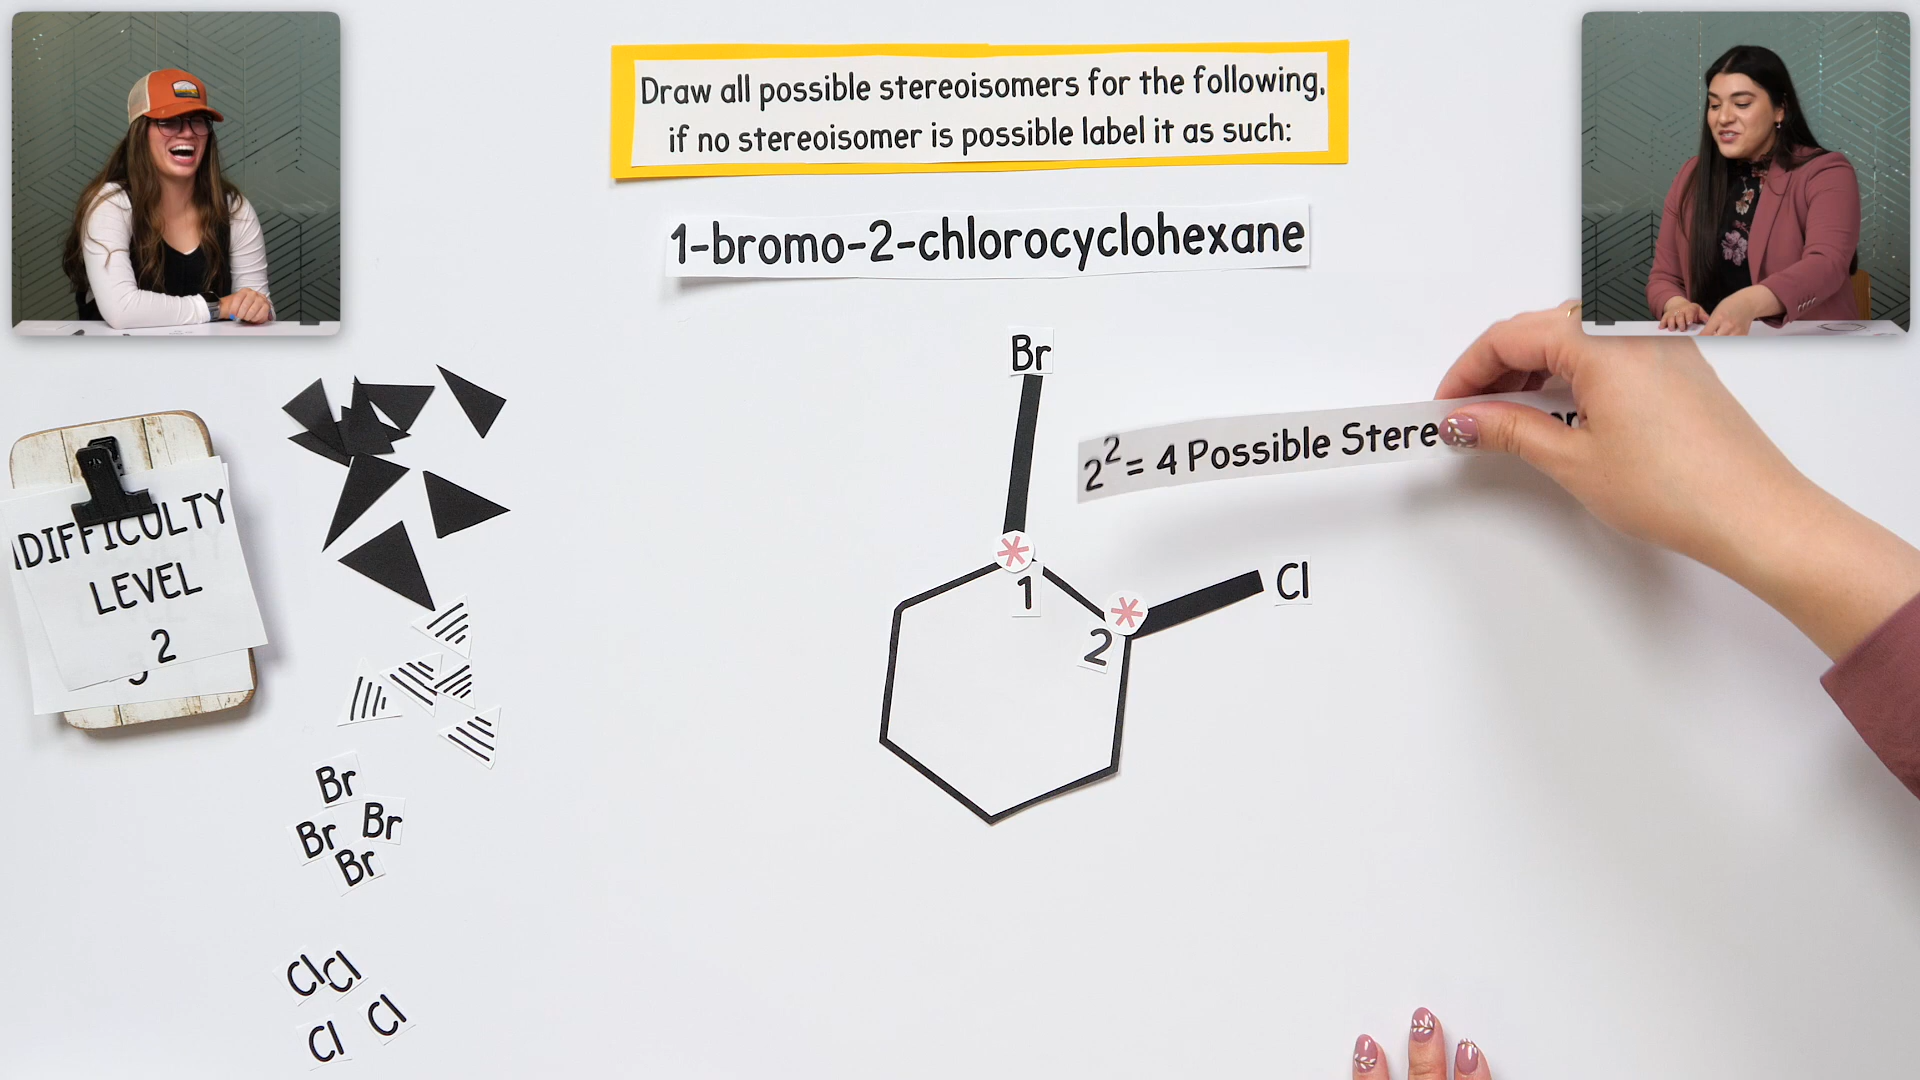 Draw all possible stereoisomers for the following,
if no stereoisomer is possible label it as such:
1-bromo-2-chlorocyclohexane
Br
2² = 4 Possible
1
2
Cl
DIFFICULTY
LEVEL
2
Br
Br Br
Br
Cl Cl
Cl Cl